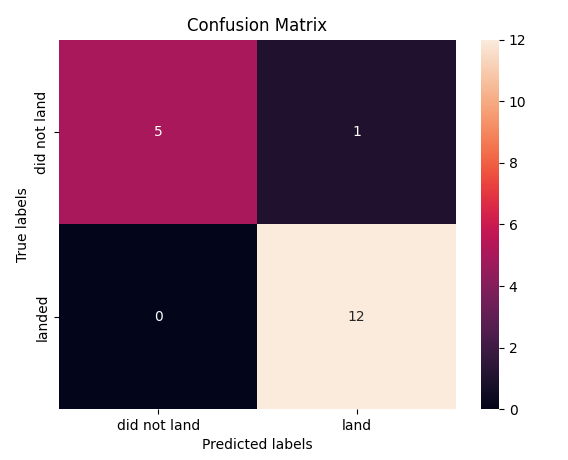 Confusion Matrix
True labels
did not land
landed
5
1
0
12
did not land
land
Predicted labels
12
10
8
6
4
2
0